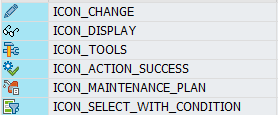 ICON_CHANGE
ICON_DISPLAY
ICON_TOOLS
ICON_ACTION_SUCCESS
ICON_MAINTENANCE_PLAN
ICON_SELECT_WITH_CONDITION